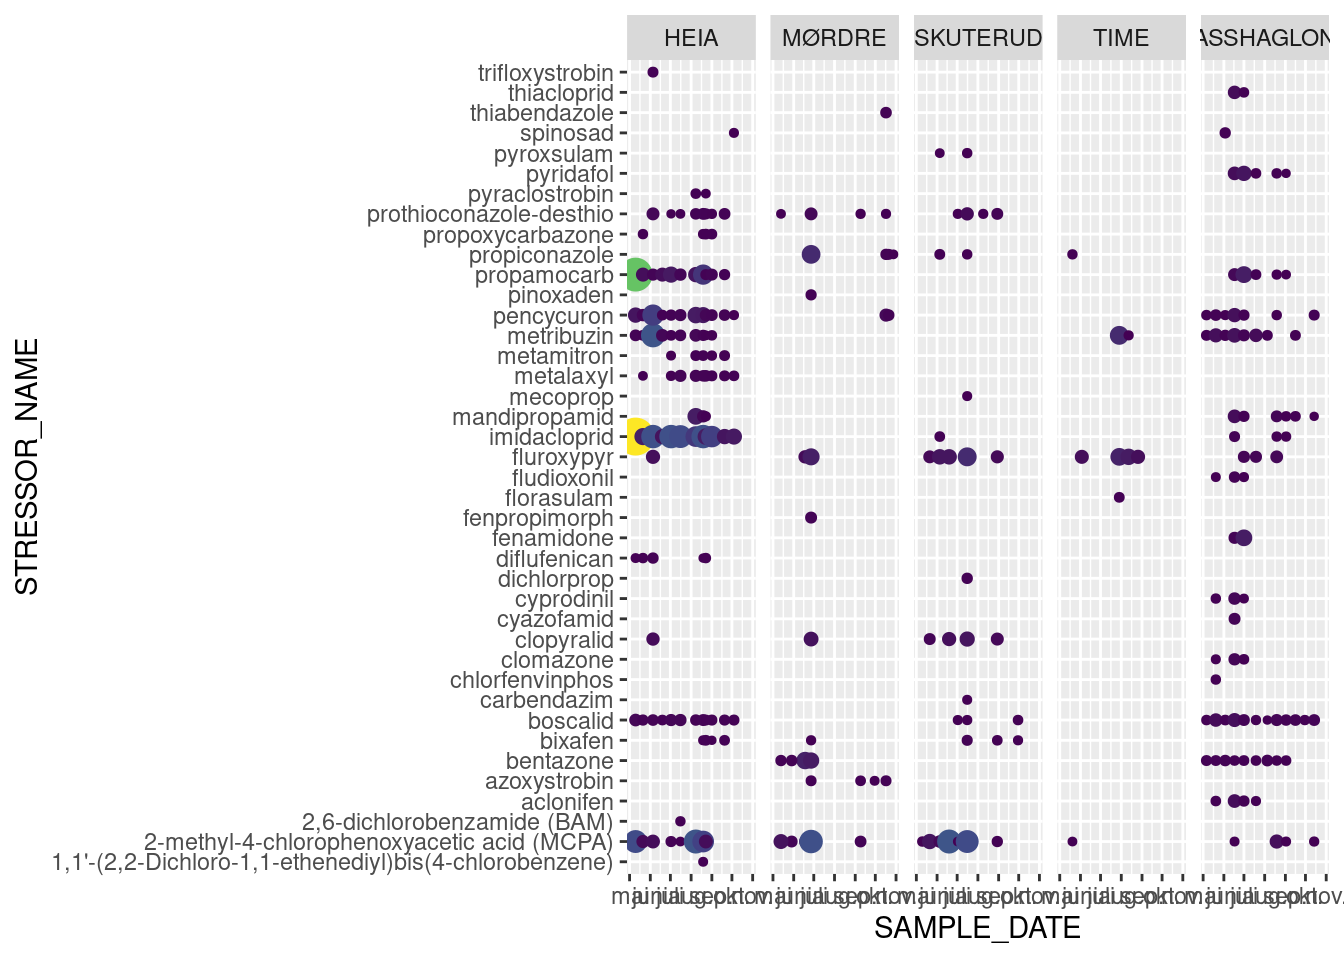 HEIA MØRDRE SKUTERUD TIME ASSHAGLON
trifloxystrobin
thiacloprid
thiabendazole
spinosad
pyroxsulam
pyridafol
pyraclostrobin
prothioconazole-desthio
propoxycarbazone
propiconazole
propamocarb
pinoxaden
pencycuron
metribuzin
metamitron
metalaxyl
mecoprop
mandipropamid
imidacloprid
fluroxypyr
fludioxonil
florasulam
fenpropimorph
fenamidone
diflufenican
dichlorprop
cyprodinil
cyazofamid
clopyralid
clomazone
chlorfenvinphos
carbendazim
boscalid
bixafen
bentazone
azoxystrobin
aclonifen
2,6-dichlorobenzamide (BAM)
2-methyl-4-chlorophenoxyacetic acid (MCPA)
1,1'-(2,2-Dichloro-1,1-ethenediyl)bis(4-chlorobenzene)
STRESSOR_NAME
SAMPLE_DATE